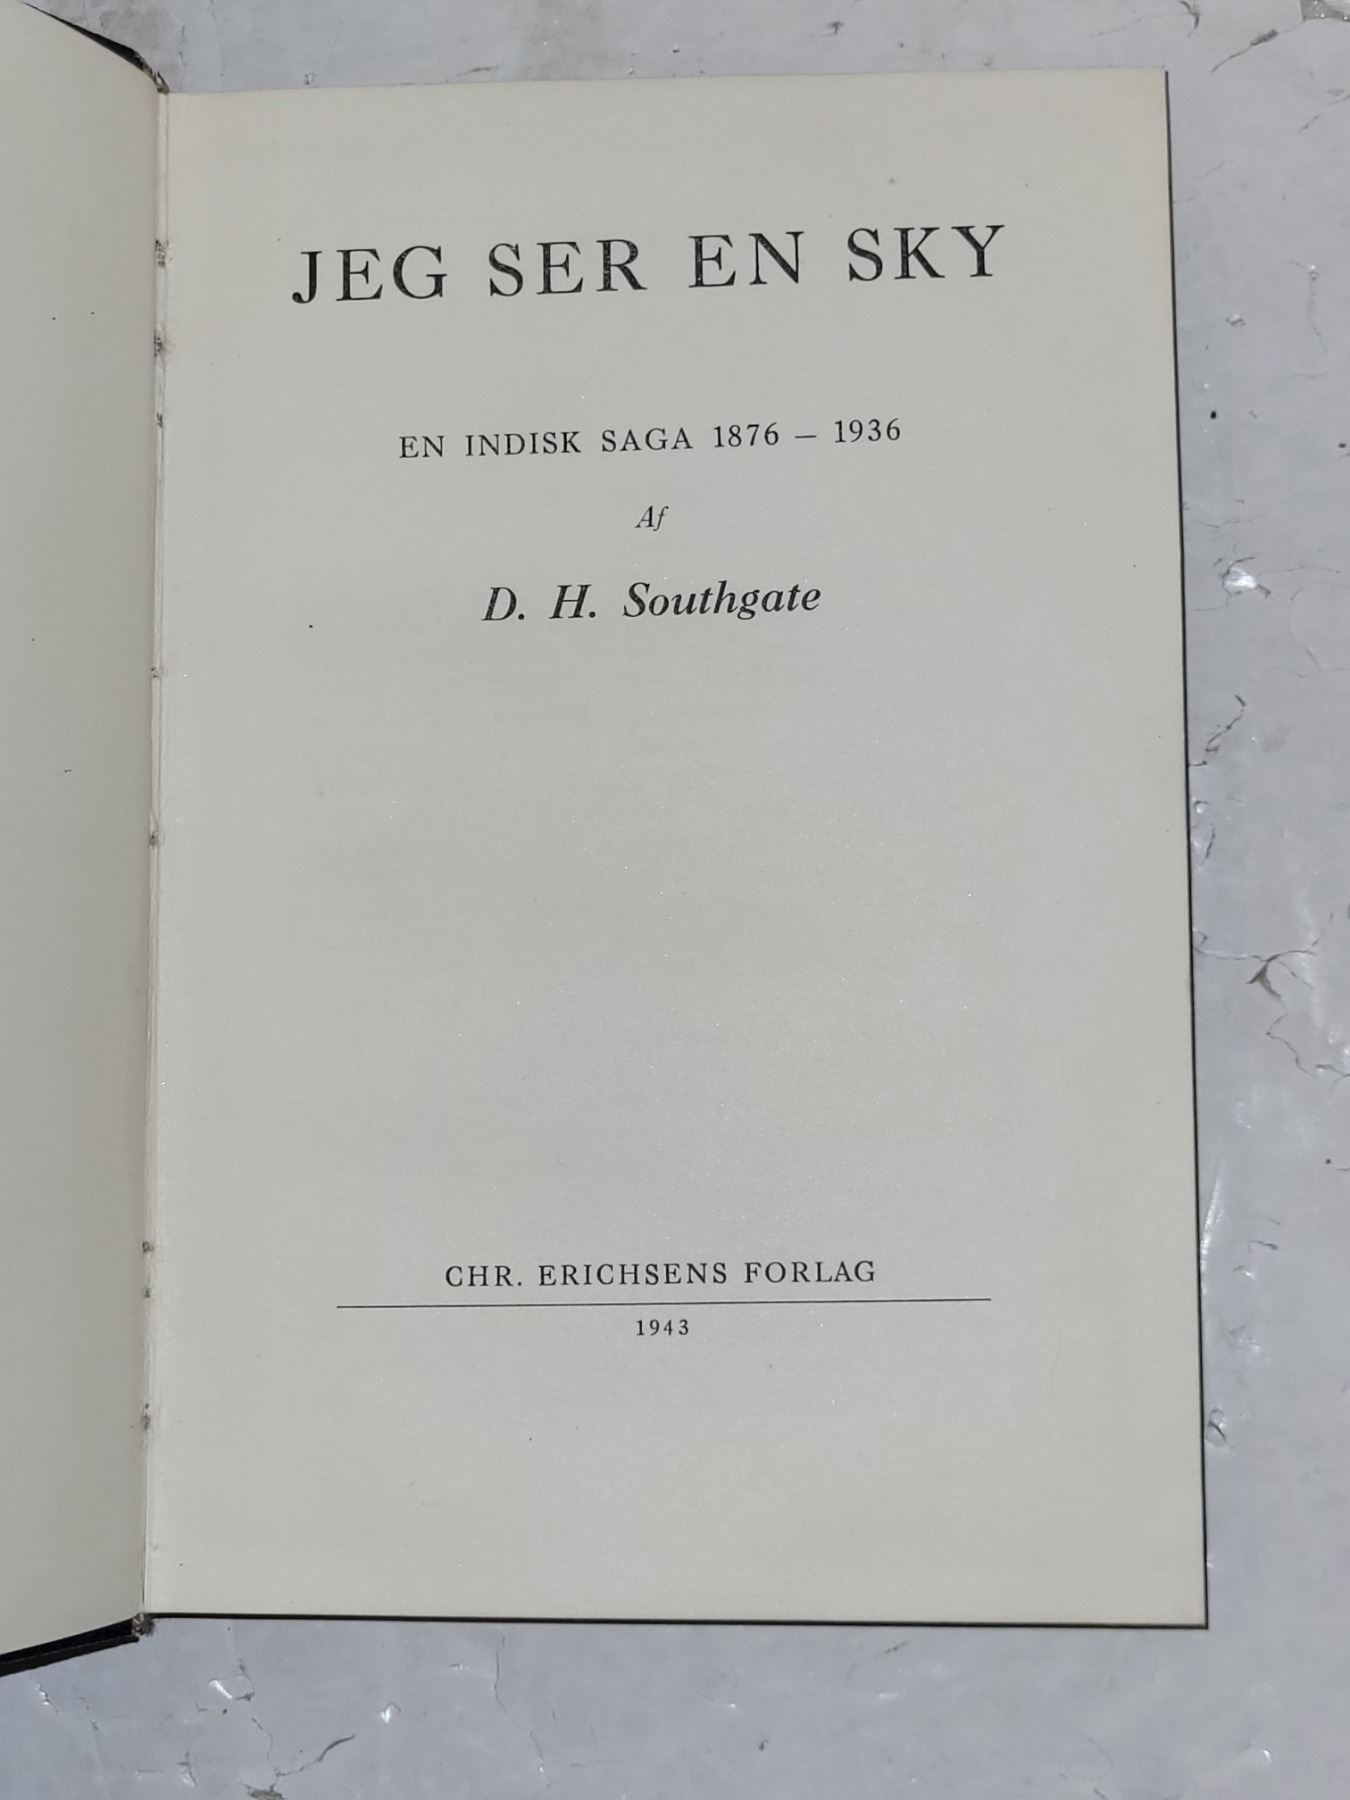 JEG SER EN SKY
EN INDISK SAGA 1876 – 1936
Af
D. H. Southgate
CHR. ERICHSENS FORLAG
1943